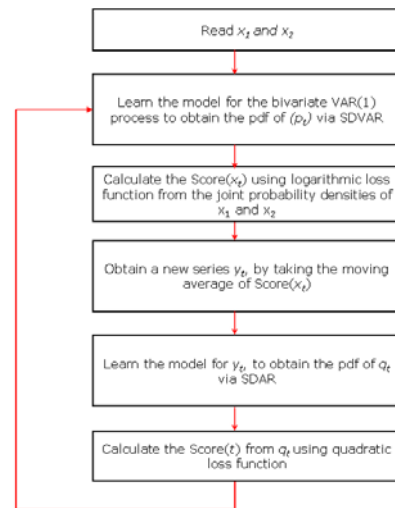 Read x₁ and x₂
Learn the model for the bivariate VAR(1)
process to obtain the pdf of (pₜ) via SDVAR
Calculate the Score(xₜ) using logarithmic loss
function from the joint probability densities of
x₁ and x₂
Obtain a new series yₜ, by taking the moving
average of Score(xₜ)
Learn the model for yₜ, to obtain the pdf of qₜ
via SDAR
Calculate the Score(t) from qₜ using quadratic
loss function